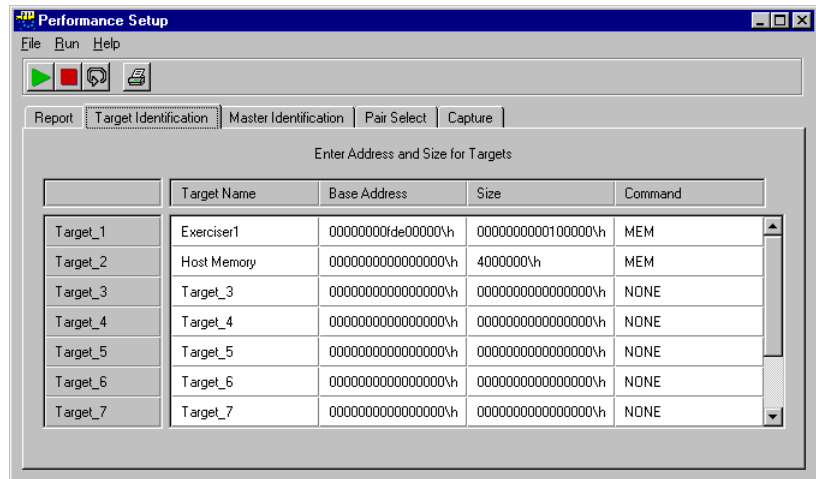 Performance Setup
File Run Help
Report Target Identification Master Identification Pair Select Capture
Enter Address and Size for Targets
Target Name Base Address Size Command
Target_1 Exerciser1 00000000fde00000\h 0000000000100000\h MEM
Target_2 Host Memory 0000000000000000\h 4000000\h MEM
Target_3 Target_3 0000000000000000\h 0000000000000000\h NONE
Target_4 Target_4 0000000000000000\h 0000000000000000\h NONE
Target_5 Target_5 0000000000000000\h 0000000000000000\h NONE
Target_6 Target_6 0000000000000000\h 0000000000000000\h NONE
Target_7 Target_7 0000000000000000\h 0000000000000000\h NONE